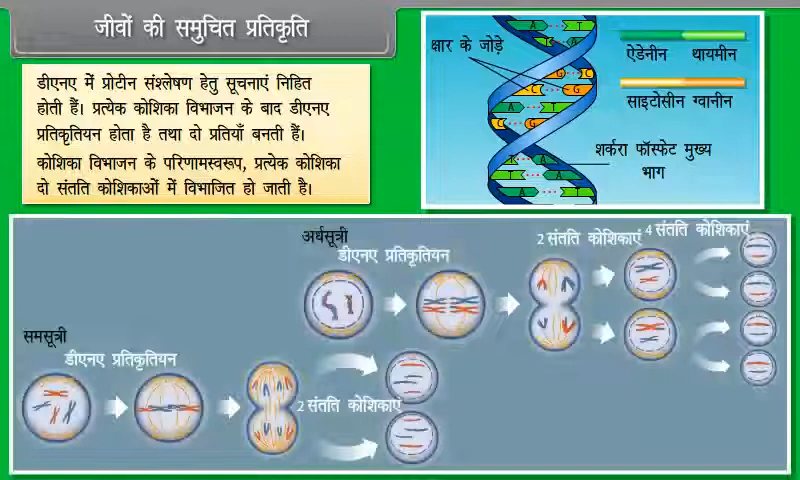 जीवों की समुचित प्रतिकृति
डीएनए में प्रोटीन संश्लेषण हेतु सूचनाएं निहित
होती हैं। प्रत्येक कोशिका विभाजन के बाद डीएनए
प्रतिकृतियन होता है तथा दो प्रतियाँ बनती हैं।
कोशिका विभाजन के परिणामस्वरूप, प्रत्येक कोशिका
दो संतति कोशिकाओं में विभाजित हो जाती है।
क्षार के जोड़े
ऐडेनीन थायमीन
साइटोसीन ग्वानीन
शर्करा फॉस्फेट मुख्य
भाग
A T
A
G C
C G
A T
C G
A
T
A T
अर्धसूत्री
डीएनए प्रतिकृतियन
2 संतति कोशिकाएं
4 संतति कोशिकाएं
समसूत्री
डीएनए प्रतिकृतियन
2 संतति कोशिकाएं